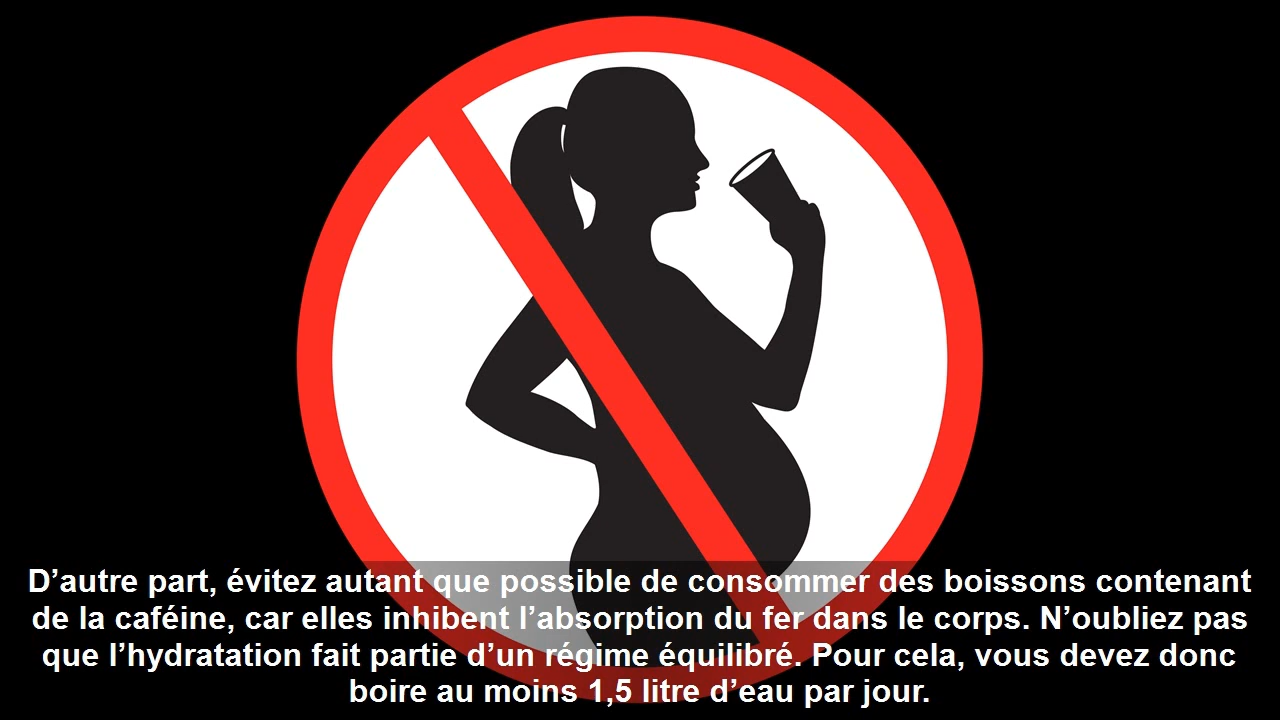 D’autre part, évitez autant que possible de consommer des boissons contenant
de la caféine, car elles inhibent l’absorption du fer dans le corps. N’oubliez pas
que l’hydratation fait partie d’un régime équilibré. Pour cela, vous devez donc
boire au moins 1,5 litre d’eau par jour.